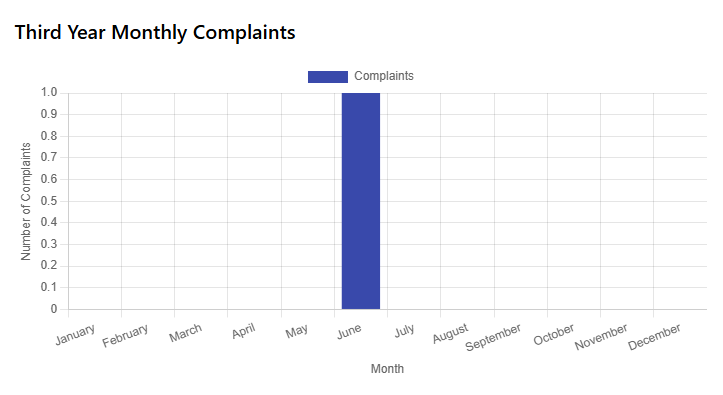 Third Year Monthly Complaints
Complaints
Number of Complaints
1.0
0.9
0.8
0.7
0.6
0.5
0.4
0.3
0.2
0.1
0
January February March April May June July August September October November December
Month